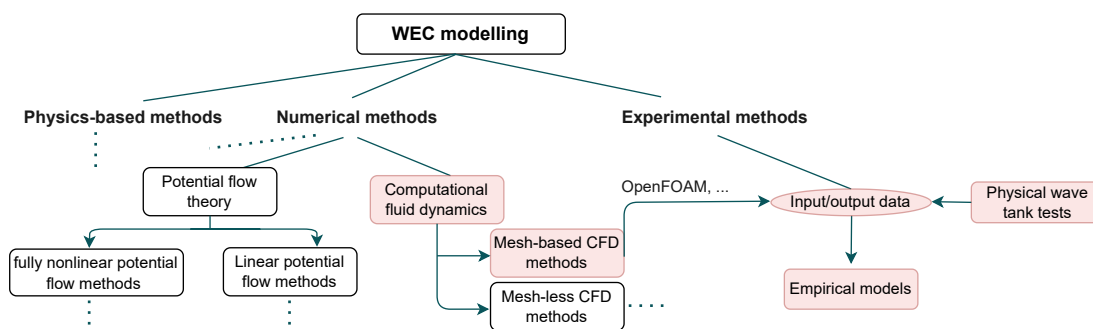 WEC modelling
Physics-based methods
Numerical methods
Experimental methods
Potential flow
theory
Computational
fluid dynamics
OpenFOAM, ...
Input/output data
Physical wave
tank tests
fully nonlinear potential
flow methods
Linear potential
flow methods
Mesh-based CFD
methods
Mesh-less CFD
methods
Empirical models